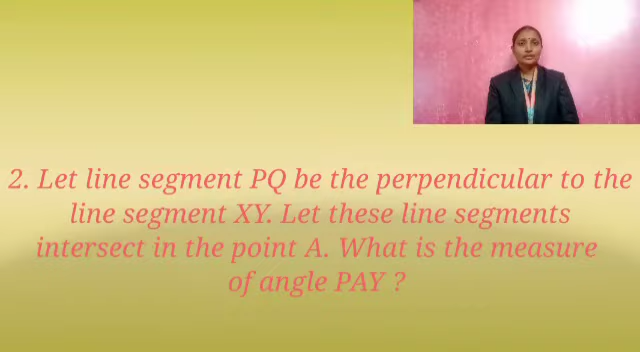 2. Let line segment PQ be the perpendicular to the
line segment XY. Let these line segments
intersect in the point A. What is the measure
of angle PAY ?